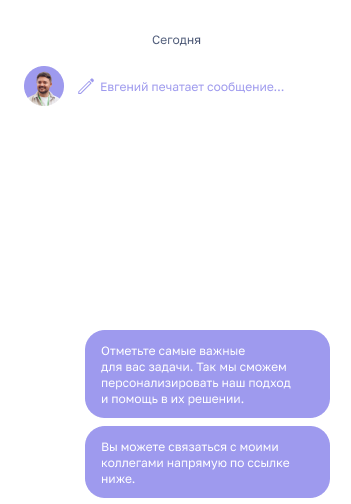 Сегодня
Евгений печатает сообщение...
Отметьте самые важные
для вас задачи. Так мы сможем
персонализировать наш подход
и помощь в их решении.
Вы можете связаться с моими
коллегами напрямую по ссылке
ниже.